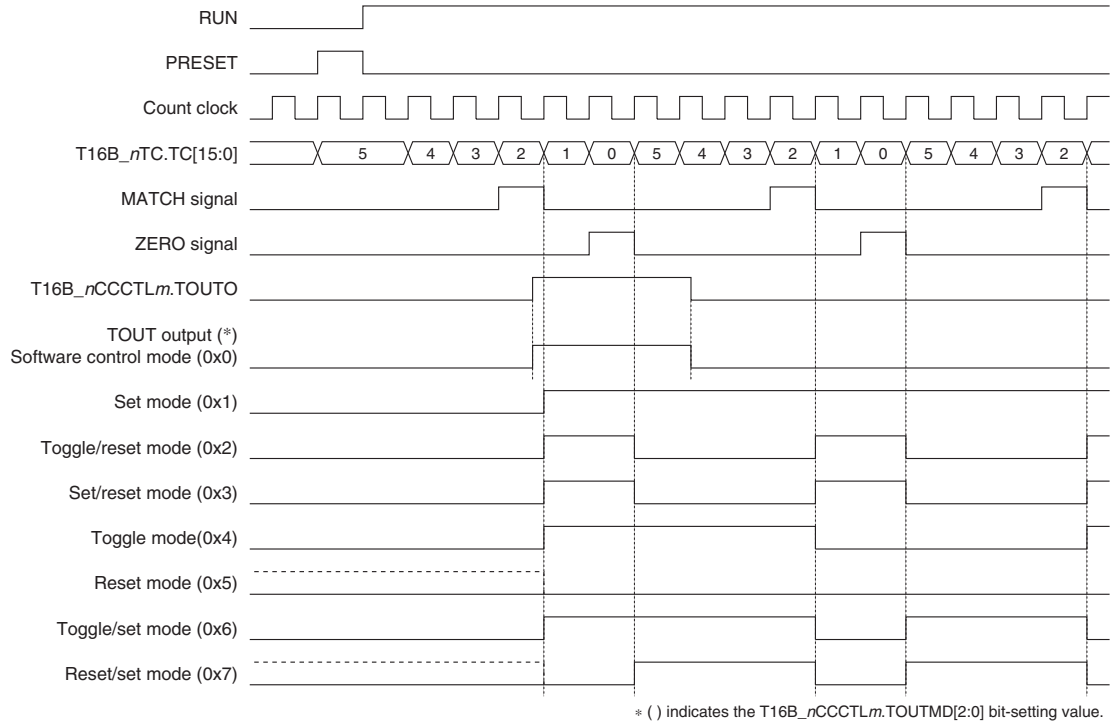 RUN
PRESET
Count clock
T16B_nTC.TC[15:0]
5 4 3 2 1 0 5 4 3 2 1 0 5 4 3 2
MATCH signal
ZERO signal
T16B_nCCCTLm.TOUTO
TOUT output (*)
Software control mode (0x0)
Set mode (0x1)
Toggle/reset mode (0x2)
Set/reset mode (0x3)
Toggle mode(0x4)
Reset mode (0x5)
Toggle/set mode (0x6)
Reset/set mode (0x7)
* ( ) indicates the T16B_nCCCTLm.TOUTMD[2:0] bit-setting value.